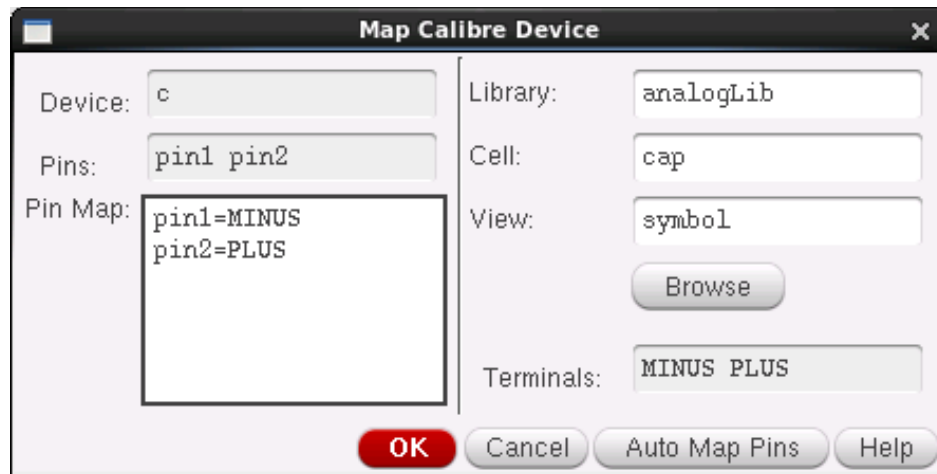 Map Calibre Device
Device: c
Pins: pin1 pin2
Pin Map: pin1=MINUS
pin2=PLUS
Library: analogLib
Cell: cap
View: symbol
Browse
Terminals: MINUS PLUS
OK Cancel Auto Map Pins Help